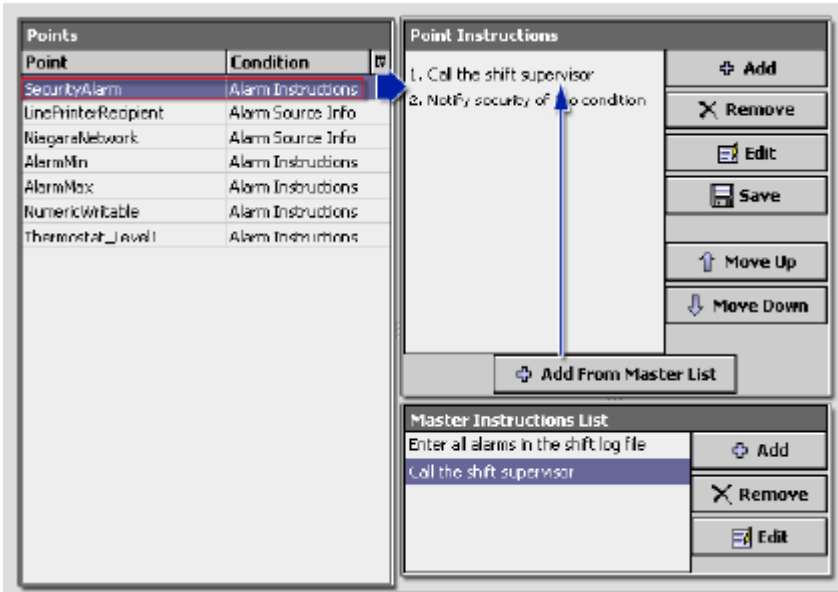 Points
Point Condition
SecurityAlarm Alarm Instructions
LinePrinterRecipient Alarm Source Info
NiagaraNetwork Alarm Source Info
AlarmMin Alarm Instructions
AlarmMax Alarm Instructions
NumericWritable Alarm Instructions
Thermostat_Level1 Alarm Instructions
Point Instructions
1. Call the shift supervisor
2. Notify security of condition
Add
Remove
Edit
Save
Move Up
Move Down
Add From Master List
Master Instructions List
Enter all alarms in the shift log file
Call the shift supervisor
Add
Remove
Edit